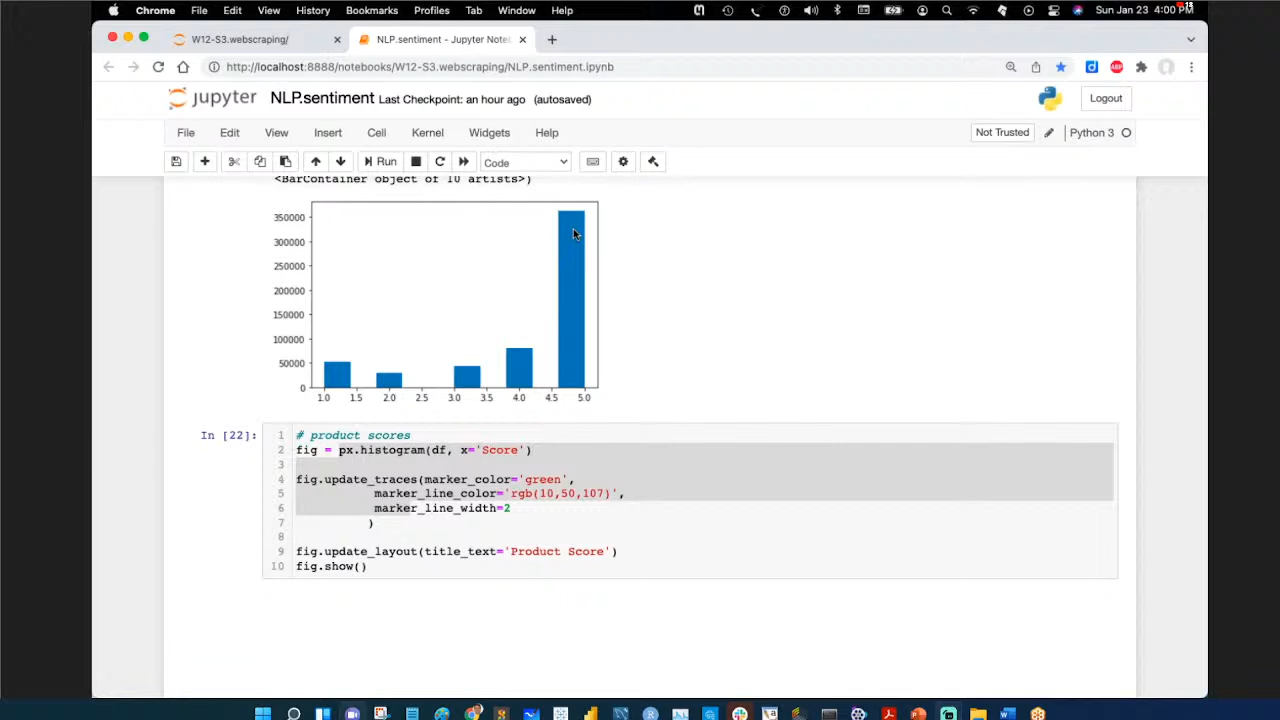 Chrome File Edit View History Bookmarks Profiles Tab Window Help Sun Jan 23 4:00 PM
W12-S3.webscraping/ NLP.sentiment - Jupyter Note
http://localhost:8888/notebooks/W12-S3.webscraping/NLP.sentiment.ipynb
jupyter NLP.sentiment Last Checkpoint: an hour ago (autosaved) Logout
File Edit View Insert Cell Kernel Widgets Help Not Trusted Python 3
Run Code
<BarContainer object of 10 artists>)
350000
300000
250000
200000
150000
100000
50000
0
1.0 1.5 2.0 2.5 3.0 3.5 4.0 4.5 5.0
In [22]:
1 # product scores
2 fig = px.histogram(df, x='Score')
3
4 fig.update_traces(marker_color='green',
5 marker_line_color='rgb(10,50,107)',
6 marker_line_width=2
7 )
8
9 fig.update_layout(title_text='Product Score')
10 fig.show()